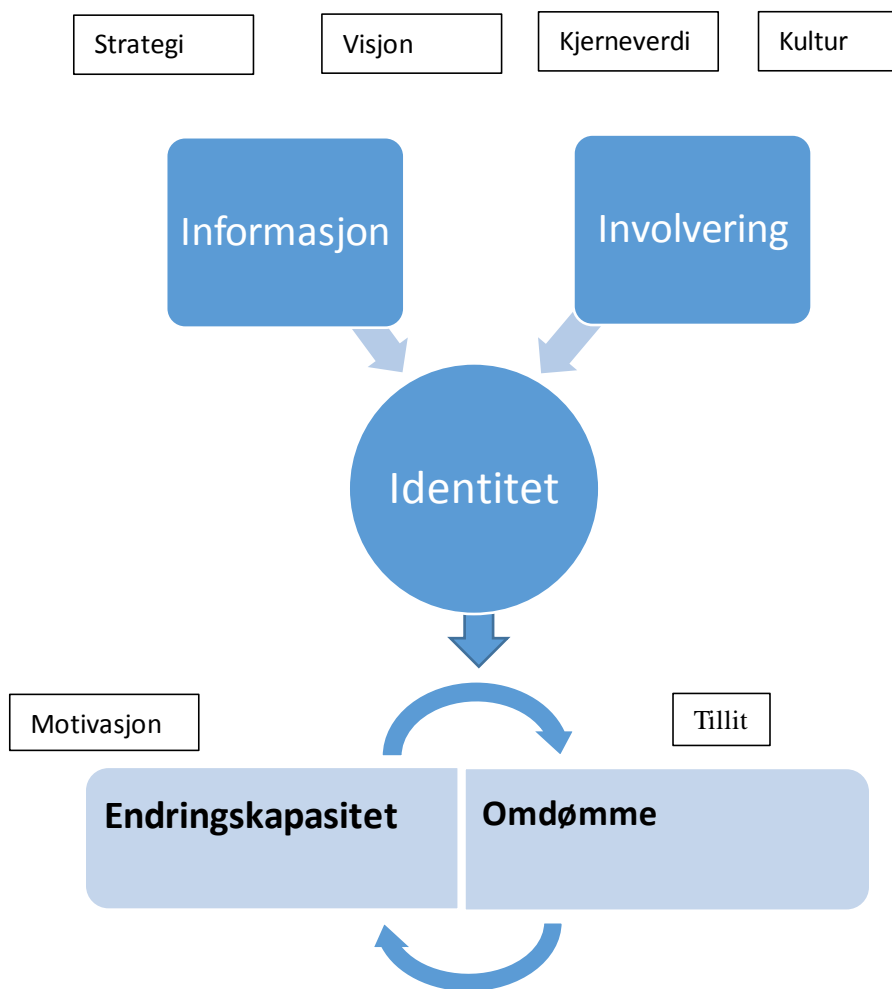 Strategi
Visjon
Kjerneverdi
Kultur
Informasjon
Involvering
Identitet
Motivasjon
Tillit
Endringskapasitet
Omdømme